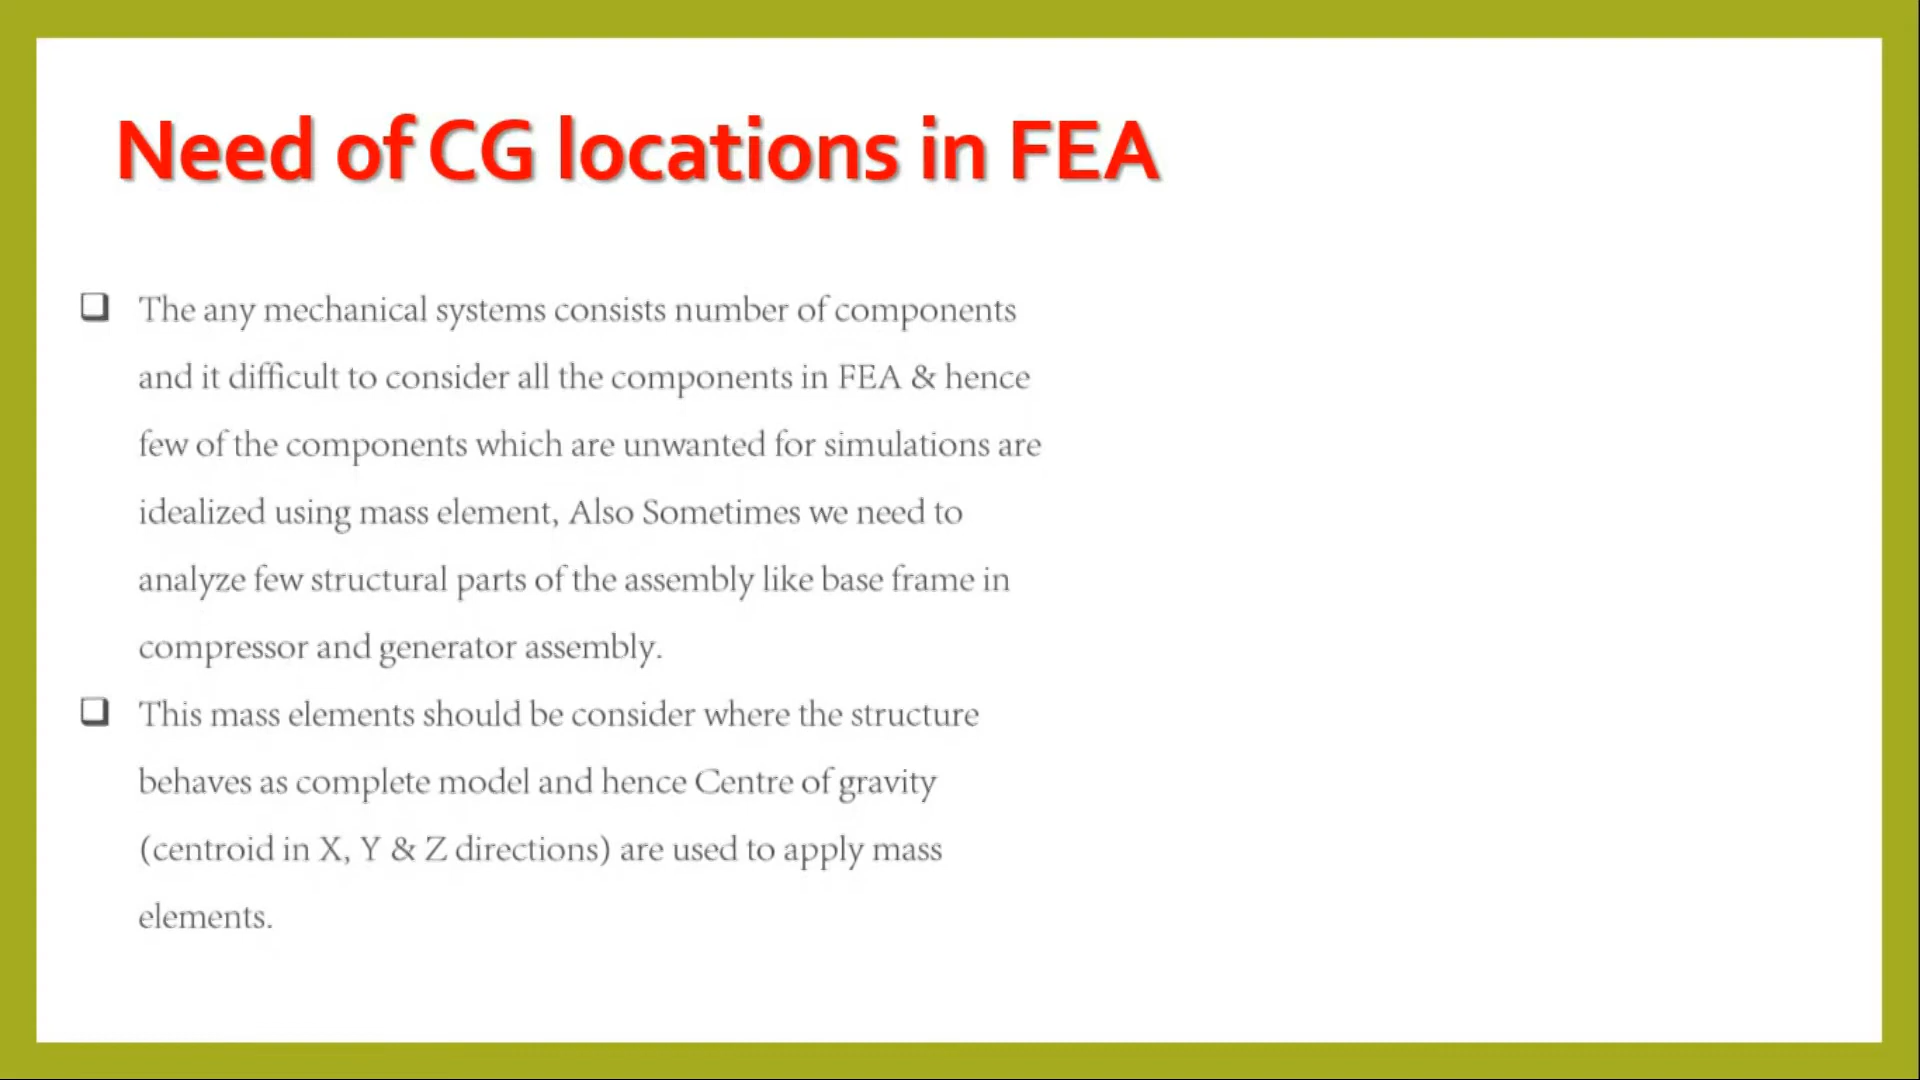 Need of CG locations in FEA
The any mechanical systems consists number of components
and it difficult to consider all the components in FEA & hence
few of the components which are unwanted for simulations are
idealized using mass element, Also Sometimes we need to
analyze few structural parts of the assembly like base frame in
compressor and generator assembly.
This mass elements should be consider where the structure
behaves as complete model and hence Centre of gravity
(centroid in X, Y & Z directions) are used to apply mass
elements.